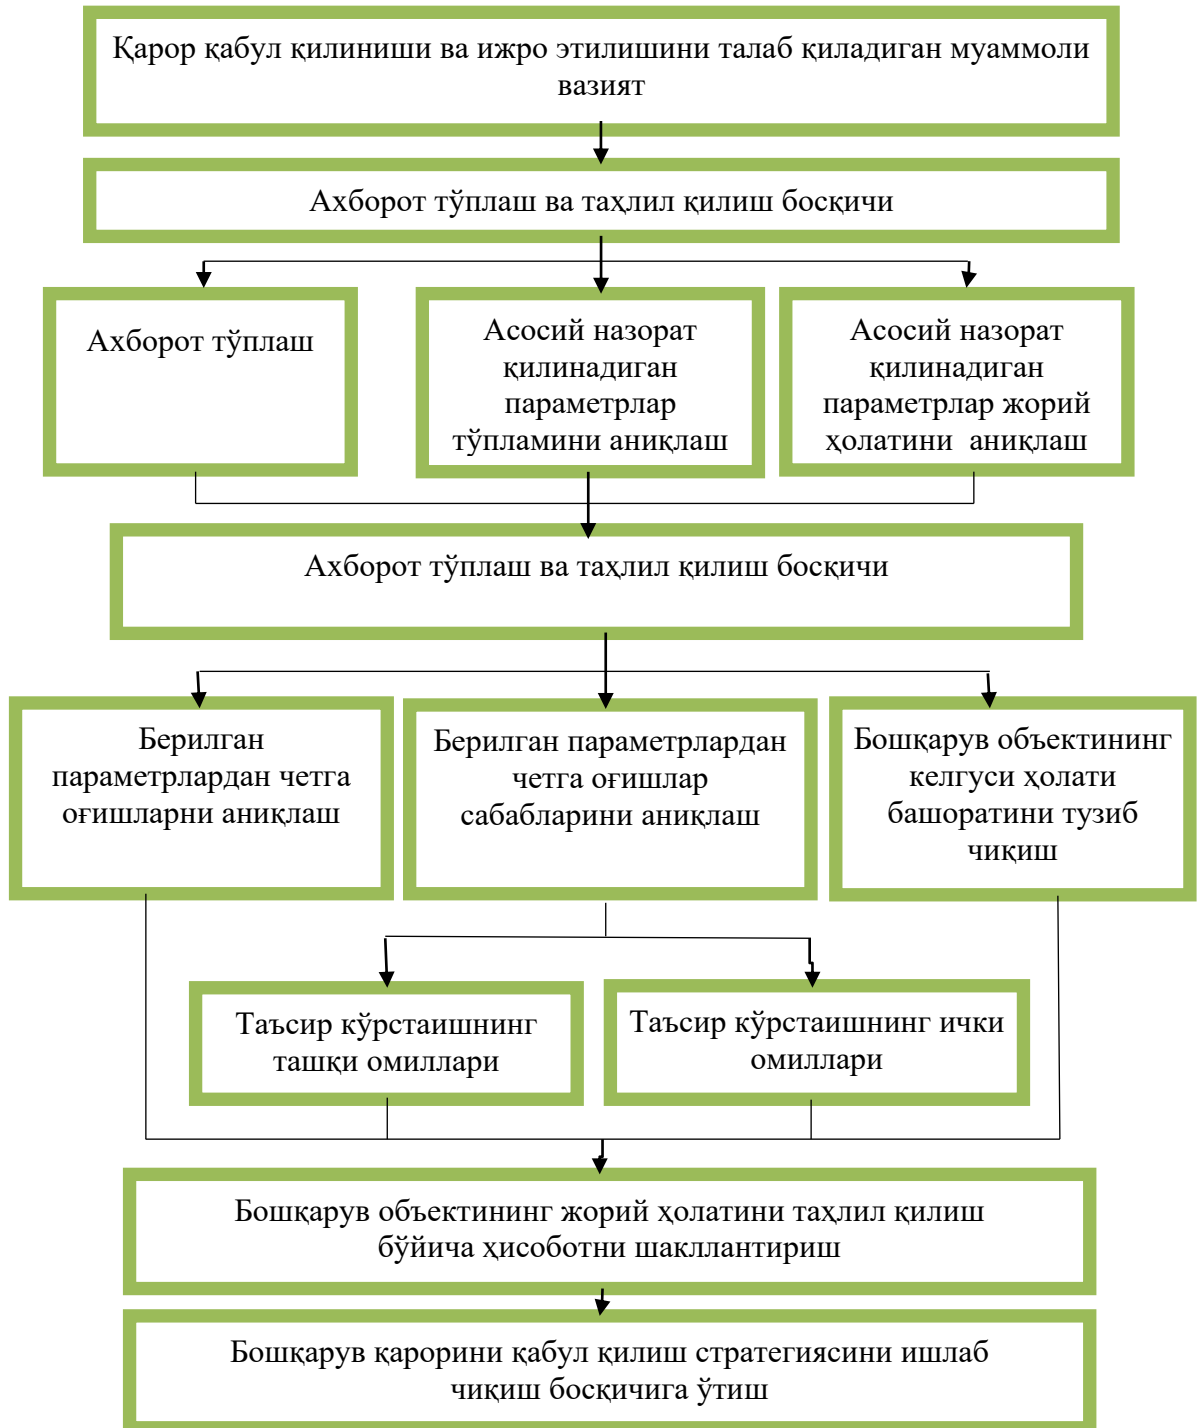 Қарор қабул қилиниши ва ижро этилишини талаб қиладиган муаммоли
вазият
Ахборот тўплаш ва таҳлил қилиш босқичи
Ахборот тўплаш
Асосий назорат
қилинадиган
параметрлар
тўпламини аниқлаш
Асосий назорат
қилинадиган
параметрлар жорий
ҳолатини аниқлаш
Ахборот тўплаш ва таҳлил қилиш босқичи
Берилган
параметрлардан четга
оғишларни аниқлаш
Берилган параметрлардан
четга оғишлар
сабабларини аниқлаш
Бошқарув объектининг
келгуси ҳолати
башоратини тузиб
чиқиш
Таъсир кўрстаишнинг
ташқи омиллари
Таъсир кўрстаишнинг ички
омиллари
Бошқарув объектининг жорий ҳолатини таҳлил қилиш
бўйича ҳисоботни шакллантириш
Бошқарув қарорини қабул қилиш стратегиясини ишлаб
чиқиш босқичига ўтиш